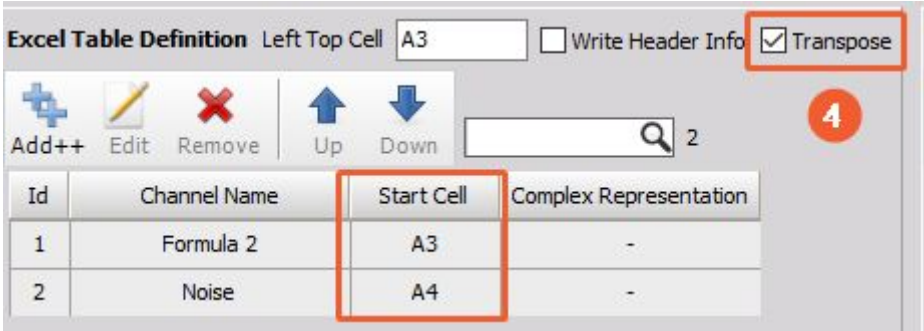 Excel Table Definition Left Top Cell A3 Write Header Info Transpose
4
Add++ Edit Remove Up Down 2
Id Channel Name Start Cell Complex Representation
1 Formula 2 A3 -
2 Noise A4 -